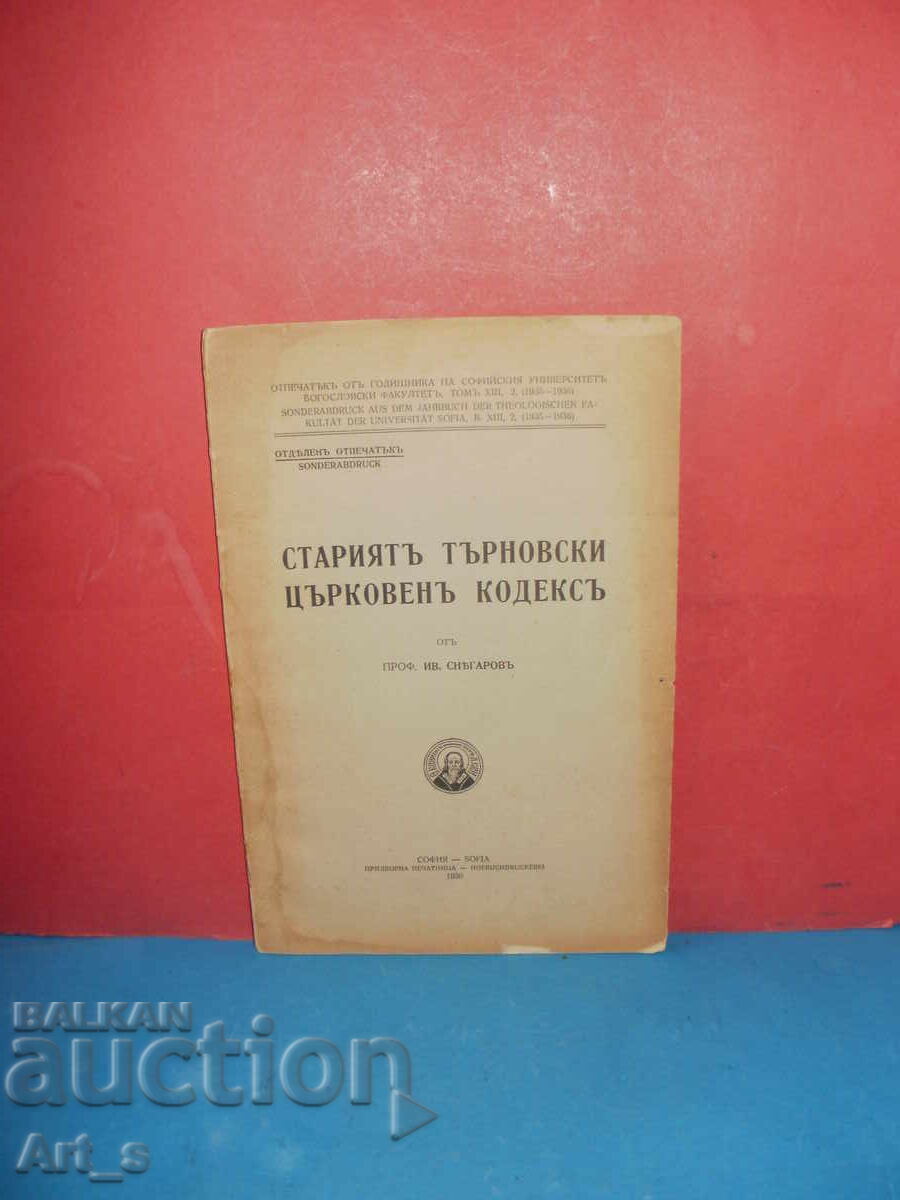 ОТПЕЧАТЪКЪ ОТЪ ГОДИШНИКА НА СОФИЙСКИЯ УНИВЕРСИТЕТЪ
БОГОСЛОВСКИ ФАКУЛТЕТЪ, ТОМЪ XIII, 2, (1935—1936)
SONDERABDRUCK AUS DEM JAHRBUCH DER THEOLOGISCHEN FA-
KULTÄT DER UNIVERSITÄT SOFIA, B. XIII, 2, (1935—1936)
ОТДѢЛЕНЪ ОТПЕЧАТЪКЪ
SONDERABDRUCK
СТАРИЯТЪ ТЪРНОВСКИ
ЦЪРКОВЕНЪ КОДЕКСЪ
ОТЪ
ПРОФ. ИВ. СНѢГАРОВЪ
СОФИЯ — SOFIA
ПРИДВОРНА ПЕЧАТНИЦА — HOFBUCHDRUCKEREI
1936
BALKAN
auction
Art_s